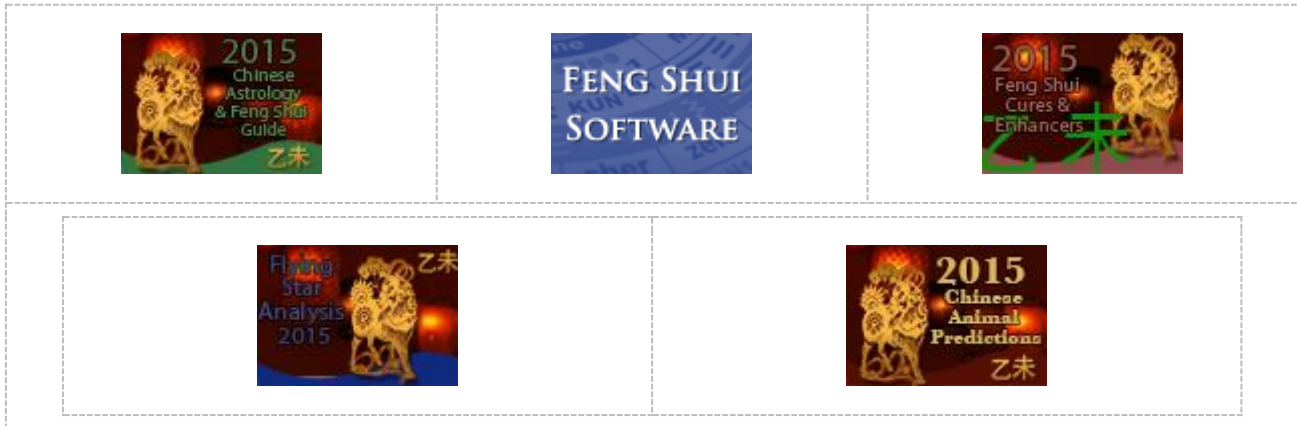 2015
Chinese
Astrology
& Feng Shui
Guide
乙未
FENG SHUI
SOFTWARE
KUN
2015
Feng Shui
Cures &
Enhancers
乙未
Flying
Star
Analysis
2015
乙未
2015
Chinese
Animal
Predictions
乙未